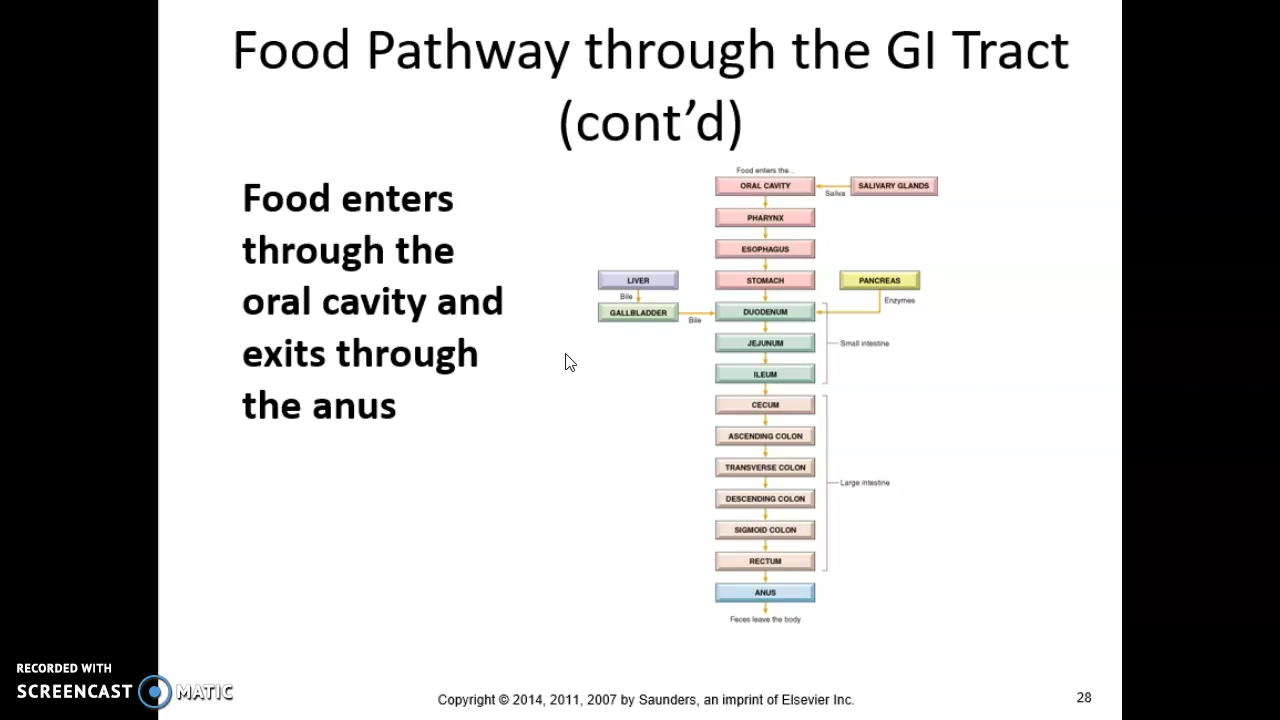 Food Pathway through the GI Tract
(cont’d)
Food enters
through the
oral cavity and
exits through
the anus
Food enters the...
ORAL CAVITY
Saliva
SALIVARY GLANDS
PHARYNX
ESOPHAGUS
LIVER
STOMACH
PANCREAS
Bile
Enzymes
GALLBLADDER
Bile
DUODENUM
JEJUNUM
Small intestine
ILEUM
CECUM
ASCENDING COLON
TRANSVERSE COLON
Large intestine
DESCENDING COLON
SIGMOID COLON
RECTUM
ANUS
Feces leave the body
RECORDED WITH
SCREENCAST MATIC
Copyright © 2014, 2011, 2007 by Saunders, an imprint of Elsevier Inc.
28